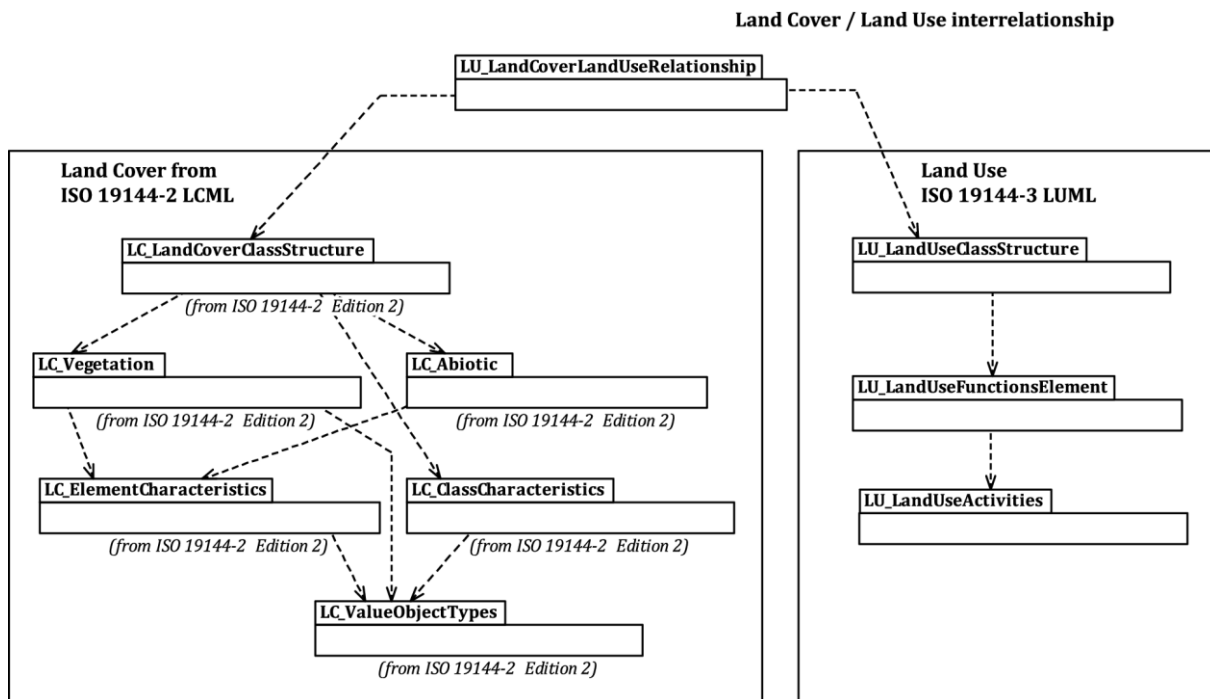 Land Cover / Land Use interrelationship
LU_LandCoverLandUseRelationship
Land Cover from
ISO 19144-2 LCML
Land Use
ISO 19144-3 LUML
LC_LandCoverClassStructure
(from ISO 19144-2 Edition 2)
LU_LandUseClassStructure
LC_Vegetation
(from ISO 19144-2 Edition 2)
LC_Abiotic
(from ISO 19144-2 Edition 2)
LU_LandUseFunctionsElement
LC_ElementCharacteristics
(from ISO 19144-2 Edition 2)
LC_ClassCharacteristics
(from ISO 19144-2 Edition 2)
LU_LandUseActivities
LC_ValueObjectTypes
(from ISO 19144-2 Edition 2)